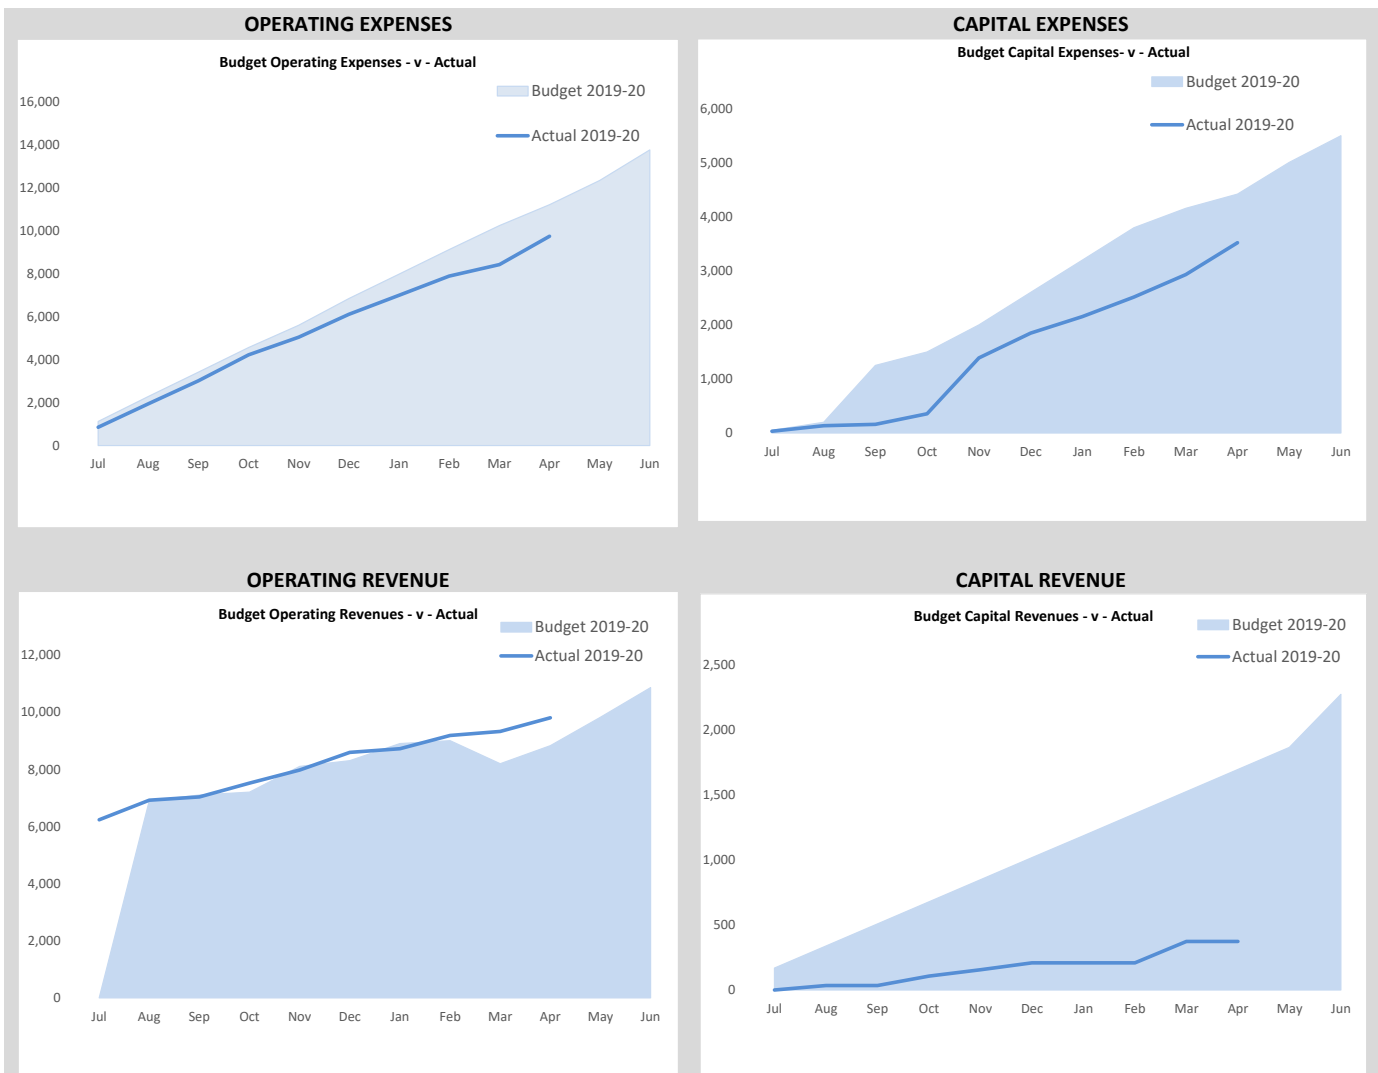 OPERATING EXPENSES
Budget Operating Expenses - v - Actual
Budget 2019-20
Actual 2019-20
16,000
14,000
12,000
10,000
8,000
6,000
4,000
2,000
0
Jul Aug Sep Oct Nov Dec Jan Feb Mar Apr May Jun
CAPITAL EXPENSES
Budget Capital Expenses- v - Actual
Budget 2019-20
Actual 2019-20
6,000
5,000
4,000
3,000
2,000
1,000
0
Jul Aug Sep Oct Nov Dec Jan Feb Mar Apr May Jun
OPERATING REVENUE
Budget Operating Revenues - v - Actual
Budget 2019-20
Actual 2019-20
12,000
10,000
8,000
6,000
4,000
2,000
0
Jul Aug Sep Oct Nov Dec Jan Feb Mar Apr May Jun
CAPITAL REVENUE
Budget Capital Revenues - v - Actual
Budget 2019-20
Actual 2019-20
2,500
2,000
1,500
1,000
500
0
Jul Aug Sep Oct Nov Dec Jan Feb Mar Apr May Jun